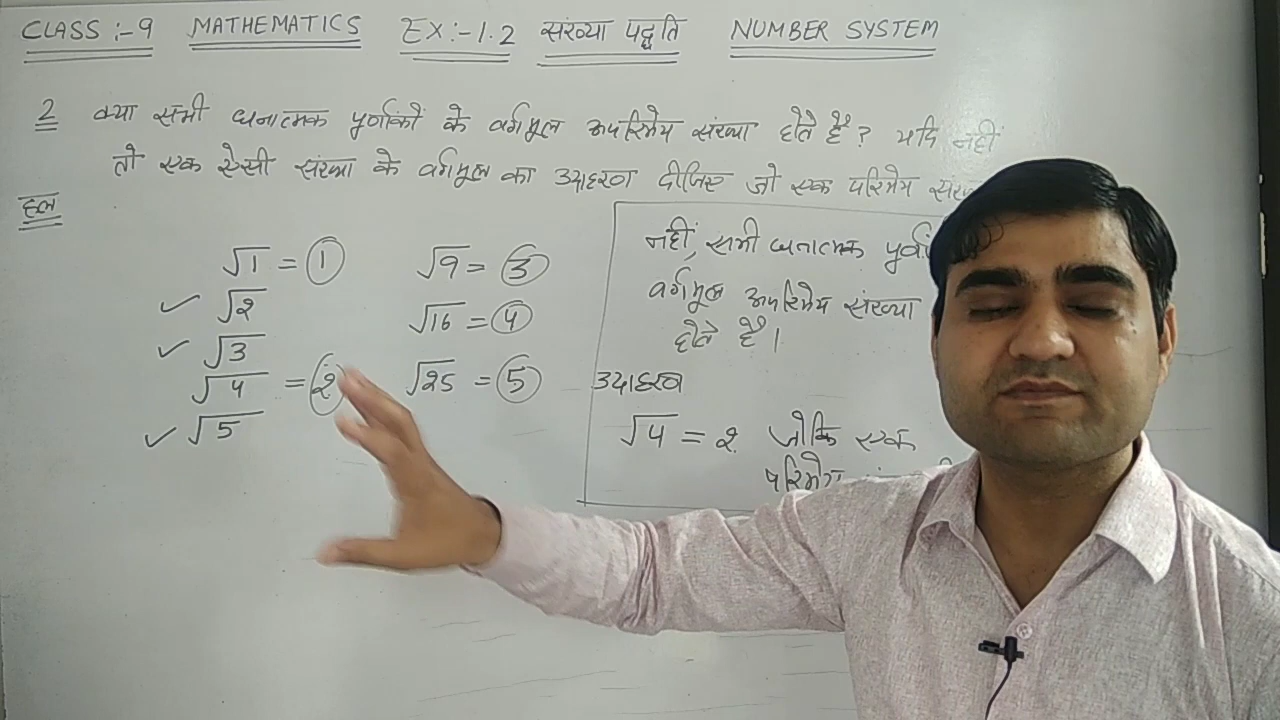 CLASS :- 9 MATHEMATICS EX :- 1.2 संख्या पद्धति NUMBER SYSTEM
2 क्या सभी धनात्मक पूर्णांकों के वर्गमूल अपरिमेय संख्या होते हैं ? यदि नहीं
तो एक ऐसी संख्या के वर्गमूल का उदाहरण दीजिए जो एक परिमेय
हल
√1 = 1
✓ √2
✓ √3
√4 = 2
✓ √5
√9 = 3
√16 = 4
√25 = 5
नहीं, सभी धनात्मक
वर्गमूल अपरिमेय संख्या
होते हैं।
उदाहरण
√4 = 2 जोकि एक
परिमेय